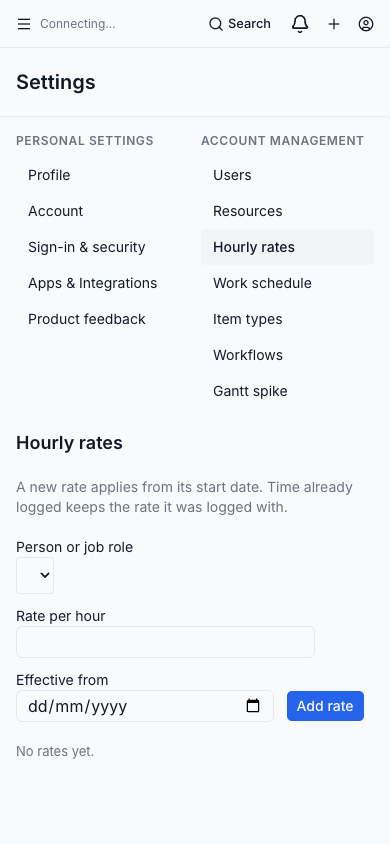 Connecting... Search
Settings
PERSONAL SETTINGS
Profile
Account
Sign-in & security
Apps & Integrations
Product feedback
ACCOUNT MANAGEMENT
Users
Resources
Hourly rates
Work schedule
Item types
Workflows
Gantt spike
Hourly rates
A new rate applies from its start date. Time already
logged keeps the rate it was logged with.
Person or job role
Rate per hour
Effective from
dd/mm/yyyy Add rate
No rates yet.